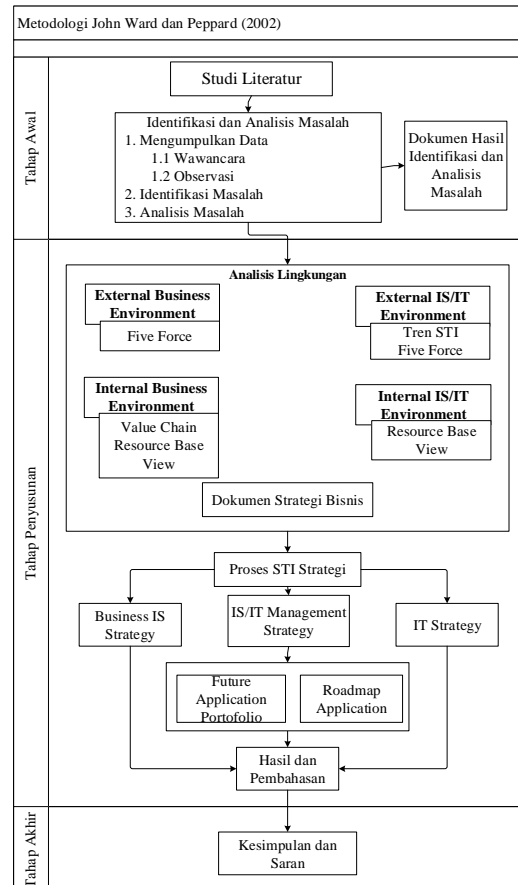 Metodologi John Ward dan Peppard (2002)
Tahap Awal
Studi Literatur
Identifikasi dan Analisis Masalah
1. Mengumpulkan Data
1.1 Wawancara
1.2 Observasi
2. Identifikasi Masalah
3. Analisis Masalah
Dokumen Hasil
Identifikasi dan
Analisis
Masalah
Tahap Penyusunan
Analisis Lingkungan
External Business
Environment
Five Force
External IS/IT
Environment
Tren STI
Five Force
Internal Business
Environment
Value Chain
Resource Base
View
Internal IS/IT
Environment
Resource Base
View
Dokumen Strategi Bisnis
Proses STI Strategi
Business IS
Strategy
IS/IT Management
Strategy
IT Strategy
Future
Application
Portofolio
Roadmap
Application
Hasil dan
Pembahasan
Tahap Akhir
Kesimpulan dan
Saran